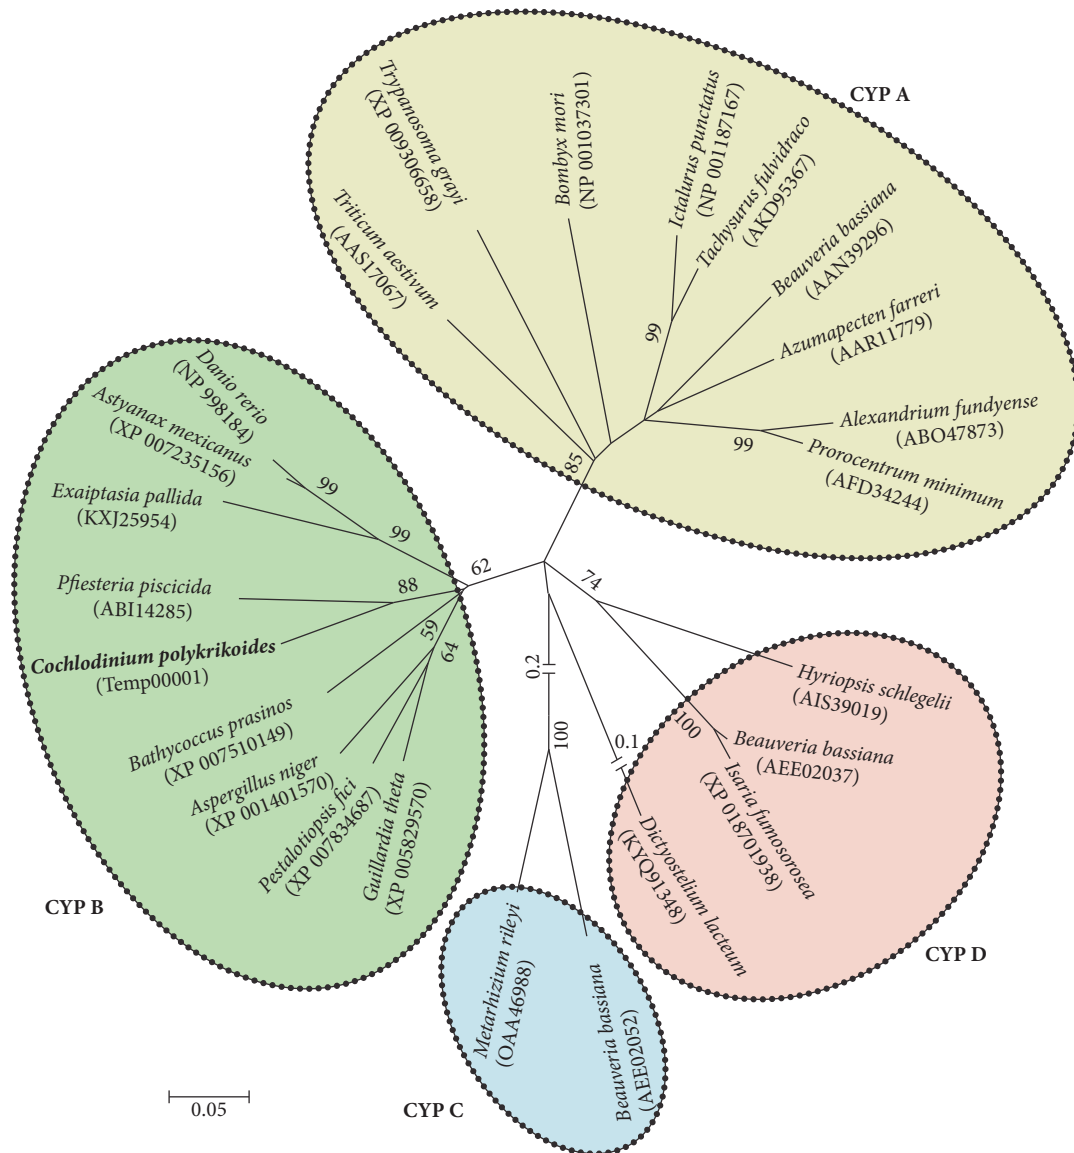 CYP A
Trypanosoma grayi
(XP 009306658)
Triticum aestivum
(AAS17067)
Bombyx mori
(NP 001037301)
Ictalurus punctatus
(NP 001187167)
Tachysurus fulvidraco
(AKD95367)
Beauveria bassiana
(AAN39296)
Azumapecten farreri
(AAR11779)
Alexandrium fundyense
(ABO47873)
Prorocentrum minimum
(AFD34244)
99
99
85
Danio rerio
(NP 998184)
Astyanax mexicanus
(XP 007235156)
Exaiptasia pallida
(KXJ25954)
Pfiesteria piscicida
(ABI14285)
Cochlodinium polykrikoides
(Temp00001)
Bathycoccus prasinos
(XP 007510149)
Aspergillus niger
(XP 001401570)
Pestalotiopsis fici
(XP 007834687)
Guillardia theta
(XP 005829570)
99
99
62
88
59
64
CYP B
74
0.2
100
0.1
100
Hyriopsis schlegelii
(AIS39019)
Beauveria bassiana
(AEE02037)
Isaria fumosorosea
(XP 018701938)
Dictyostelium lacteum
(KYQ91348)
CYP D
Metarhizium rileyi
(OAA46988)
Beauveria bassiana
(AEE02052)
CYP C
0.05